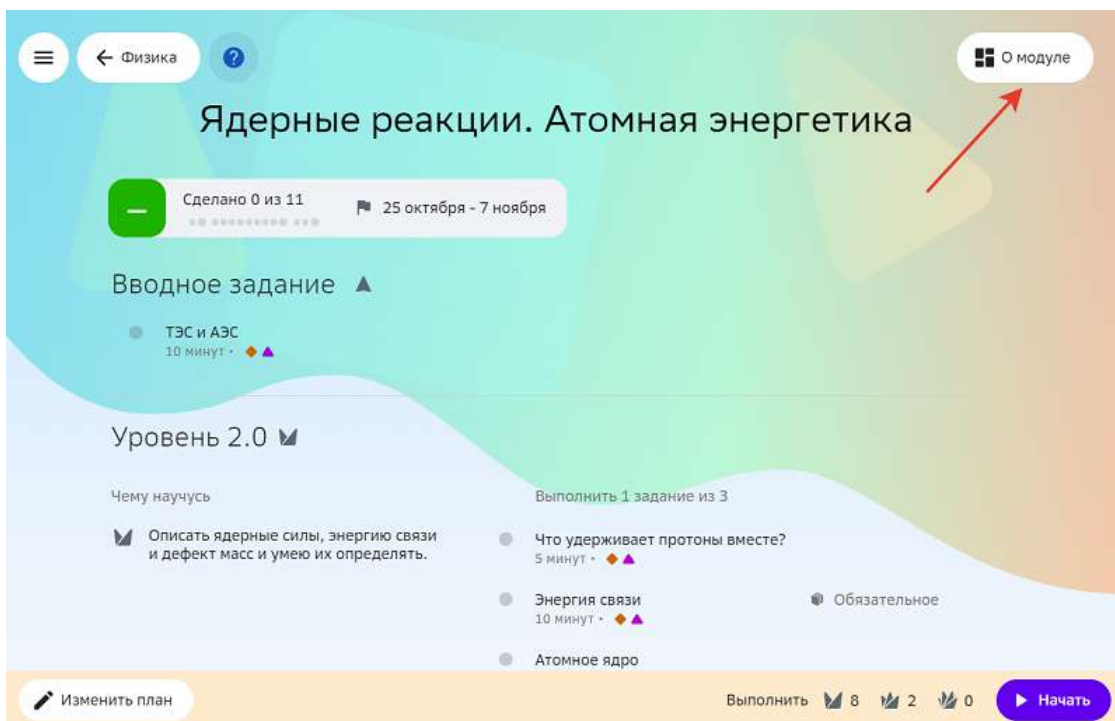 ← Физика
?
О модуле
Ядерные реакции. Атомная энергетика
Сделано 0 из 11
25 октября - 7 ноября
Вводное задание
ТЭС и АЭС
10 минут •
Уровень 2.0
Чему научусь
Выполнить 1 задание из 3
Описать ядерные силы, энергию связи
и дефект масс и умею их определять.
Что удерживает протоны вместе?
5 минут •
Энергия связи
Обязательное
10 минут •
Атомное ядро
Изменить план
Выполнить 8 2 0
Начать